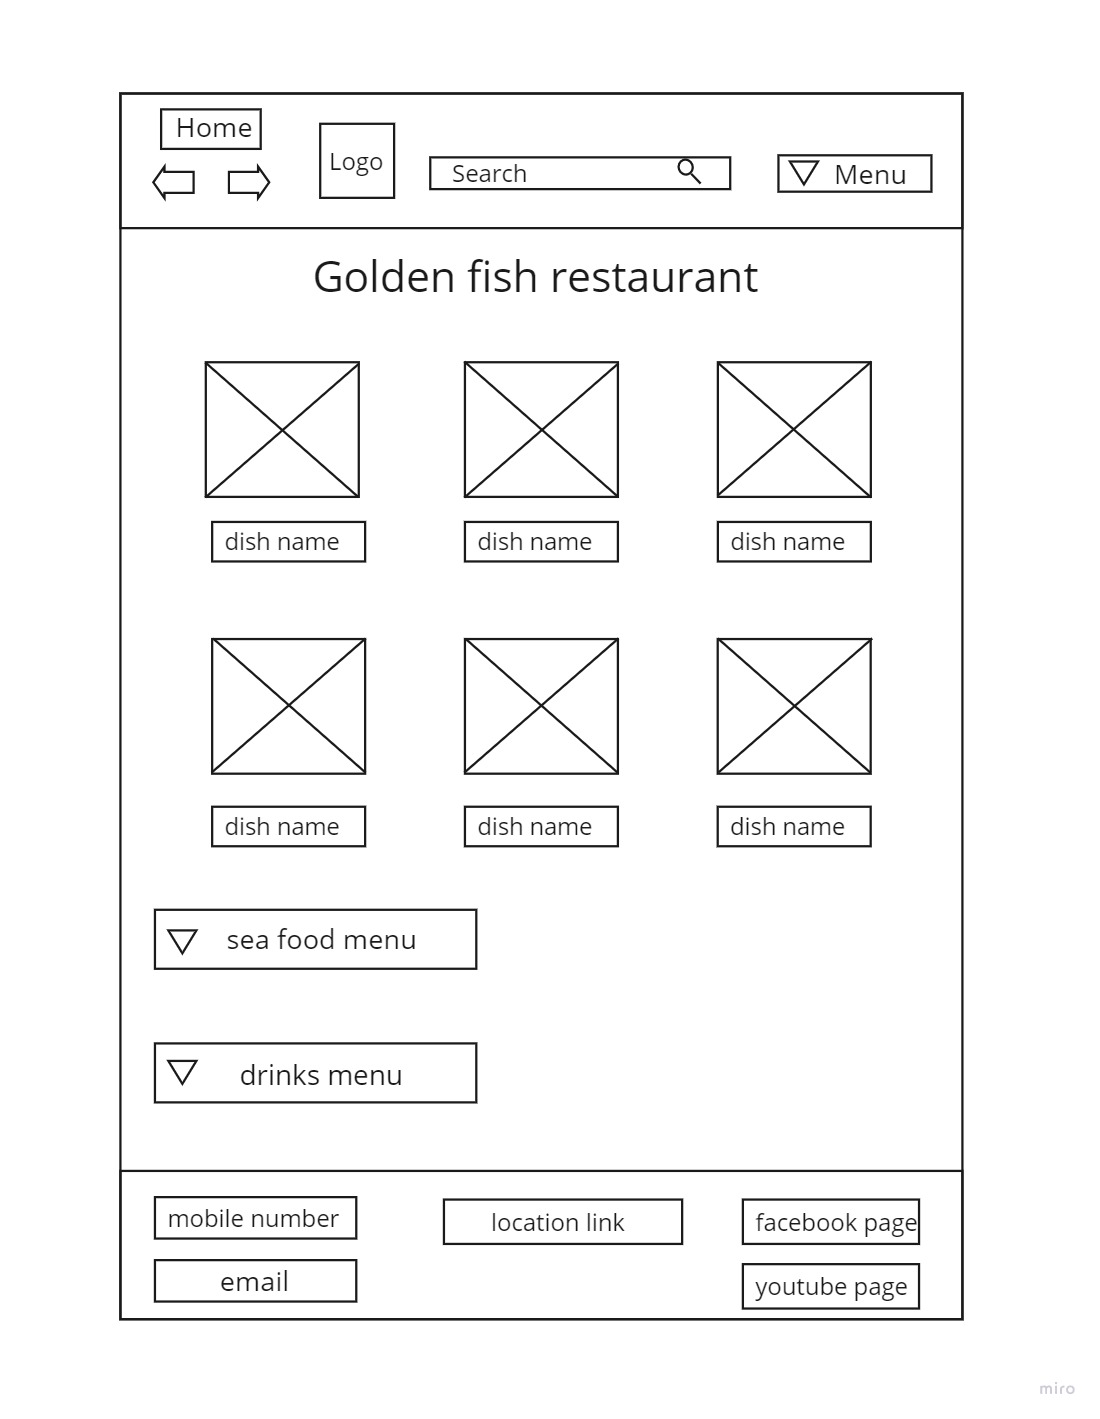 Home
Logo
Search
Menu
Golden fish restaurant
dish name
dish name
dish name
dish name
dish name
dish name
sea food menu
drinks menu
mobile number
location link
facebook page
email
youtube page
miro